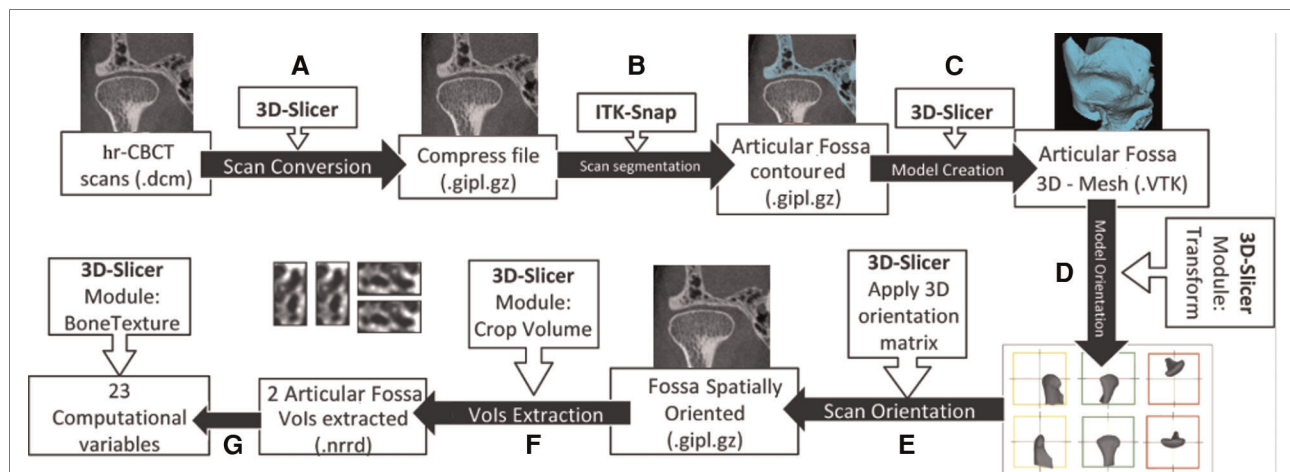 A
3D-Slicer
hr-CBCT
scans (.dcm)
Scan Conversion
Compress file
(.gipl.gz)
B
ITK-Snap
Scan segmentation
Articular Fossa
contoured
(.gipl.gz)
C
3D-Slicer
Model Creation
Articular Fossa
3D - Mesh (.VTK)
D
Model Orientation
3D-Slicer
Module:
Transform
3D-Slicer
Apply 3D
orientation
matrix
Scan Orientation
E
Fossa Spatially
Oriented
(.gipl.gz)
3D-Slicer
Module:
Crop Volume
Vols Extraction
F
2 Articular Fossa
Vols extracted
(.nrrd)
3D-Slicer
Module:
BoneTexture
G
23
Computational
variables